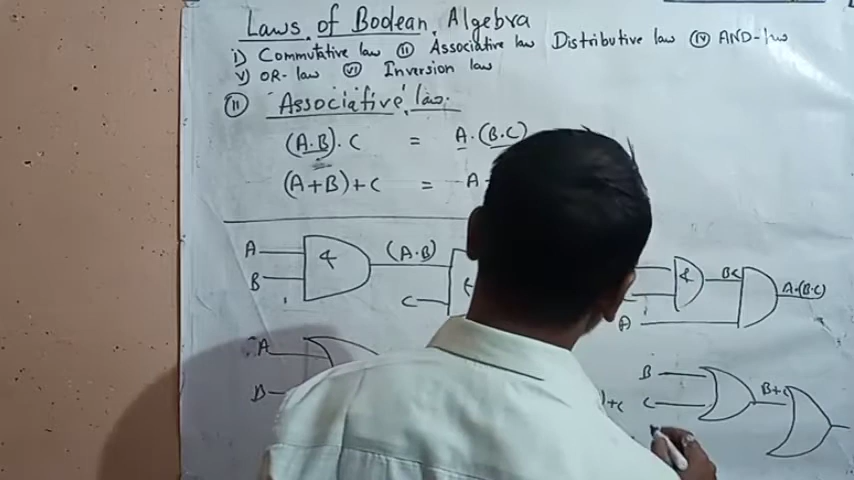 Laws of Boolean Algebra
i) Commutative law ii) Associative law Distributive law iv) AND-law
v) OR-law vi) Inversion law
ii) "Associative" law.
(A.B).C = A.(B.C)
(A+B)+C = A
A (A.B) & BC A.(B.C)
B &
C A
A B B+C
B )+C C